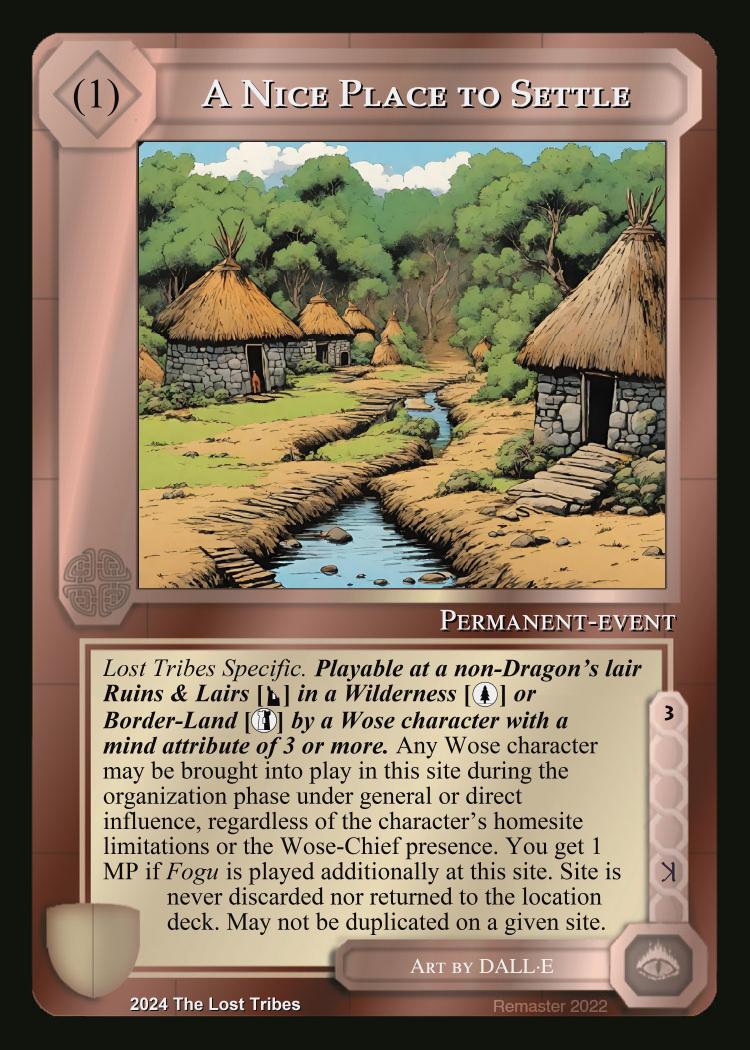 (1)
A Nice Place to Settle
Permanent-event
Lost Tribes Specific. Playable at a non-Dragon's lair
Ruins & Lairs [] in a Wilderness [] or
Border-Land [] by a Wose character with a
mind attribute of 3 or more. Any Wose character
may be brought into play in this site during the
organization phase under general or direct
influence, regardless of the character's homesite
limitations or the Wose-Chief presence. You get 1
MP if Fogu is played additionally at this site. Site is
never discarded nor returned to the location
deck. May not be duplicated on a given site.
3
Art by DALL·E
2024 The Lost Tribes
Remaster 2022